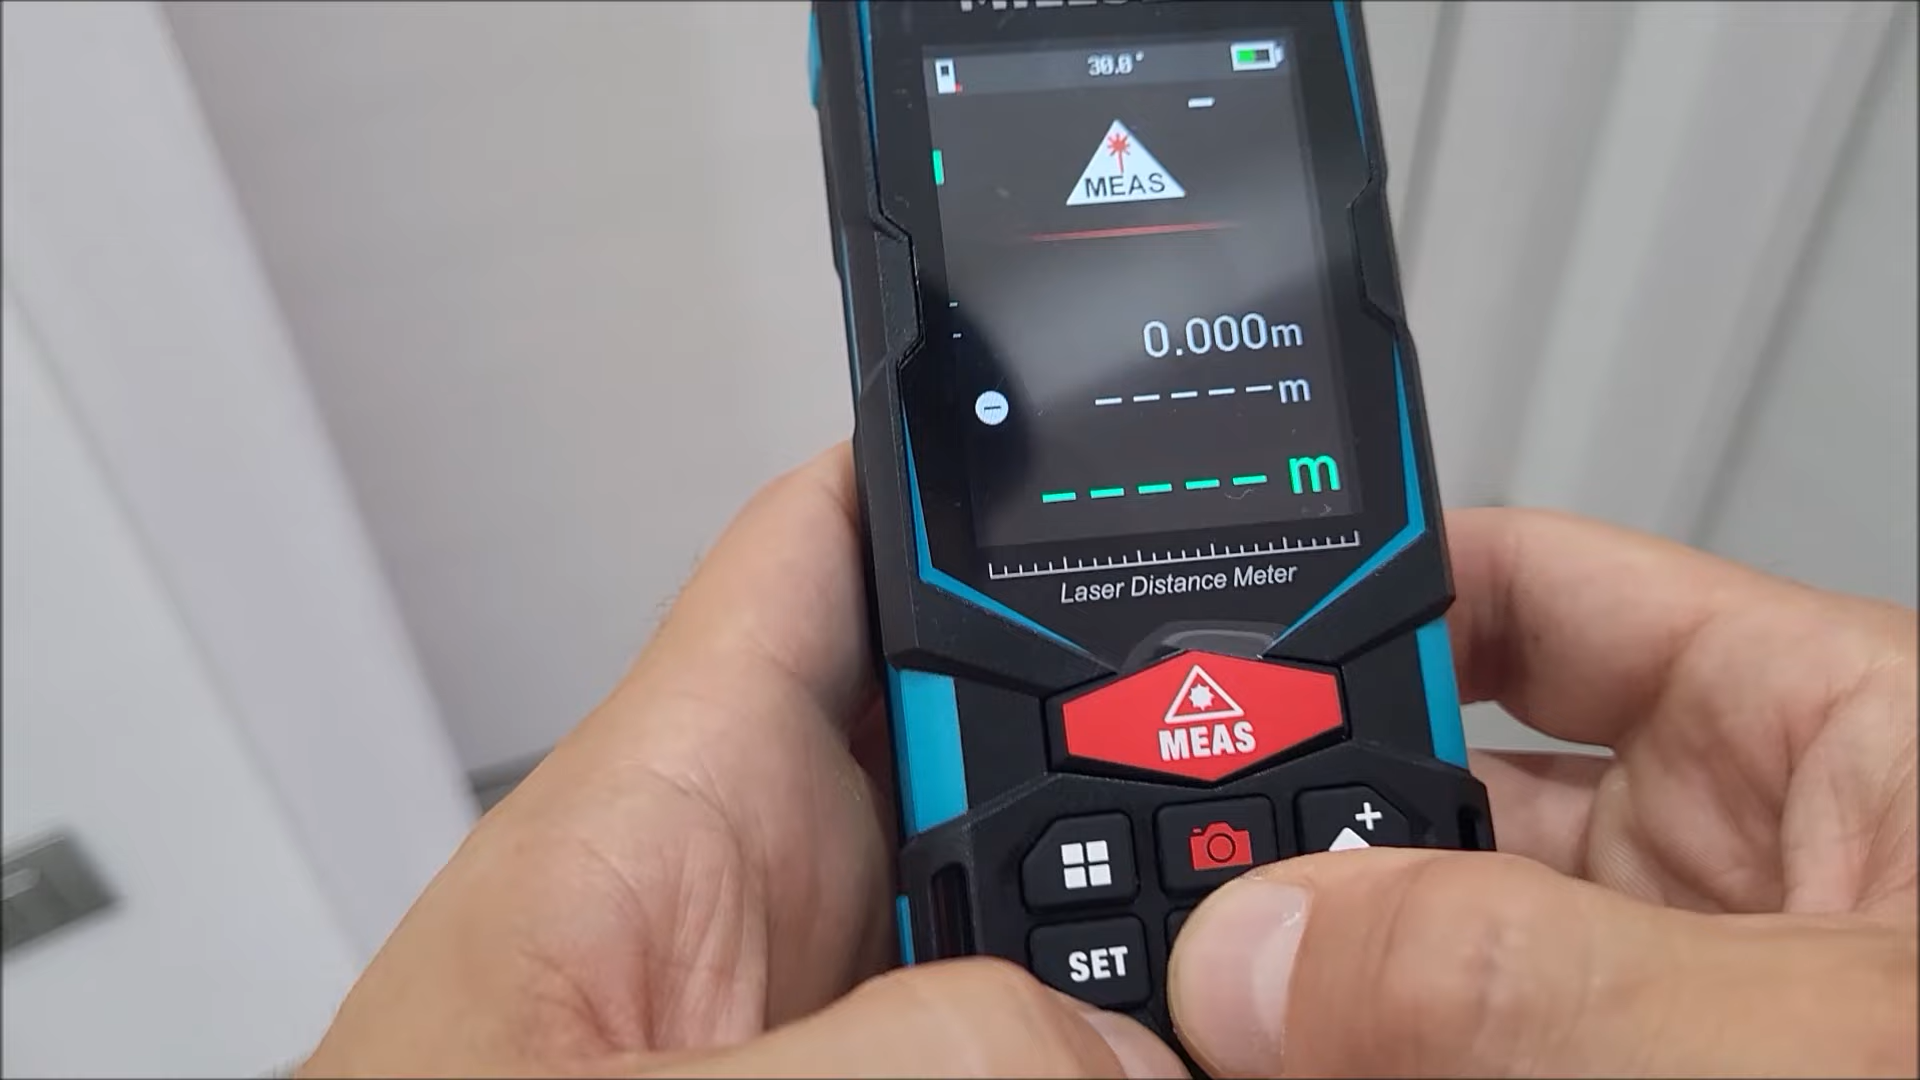 30.0°
MEAS
0.000m
-----m
-----m
Laser Distance Meter
MEAS
SET